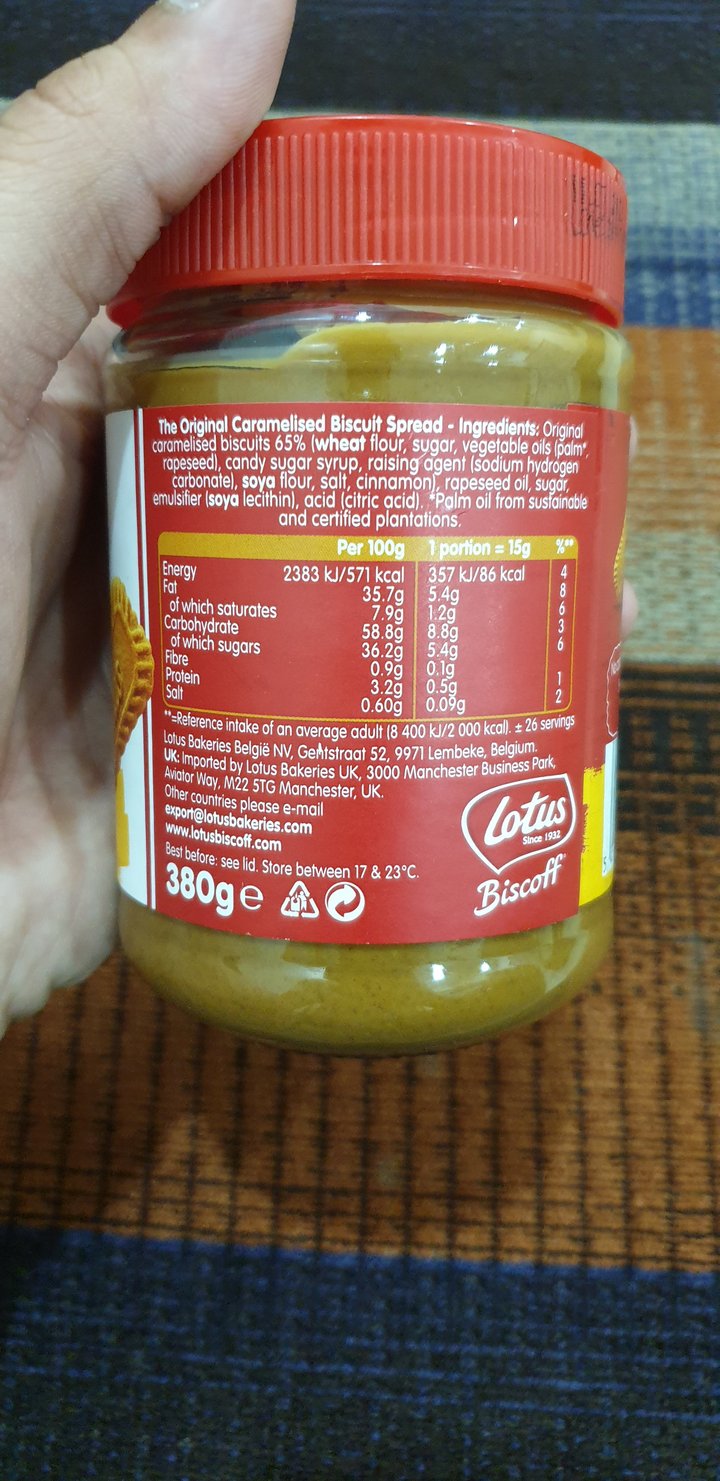 The Original Caramelised Biscuit Spread - Ingredients: Original
caramelised biscuits 65% (wheat flour, sugar, vegetable oils (palm*,
rapeseed), candy sugar syrup, raising agent (sodium hydrogen
carbonate), soya flour, salt, cinnamon), rapeseed oil, sugar,
emulsifier (soya lecithin), acid (citric acid). *Palm oil from sustainable
and certified plantations.
Per 100g 1 portion = 15g %**
Energy 2383 kJ/571 kcal 357 kJ/86 kcal 4
Fat 35.7g 5.4g 8
of which saturates 7.9g 1.2g 6
Carbohydrate 58.8g 8.8g 3
of which sugars 36.2g 5.4g 6
Fibre 0.9g 0.1g
Protein 3.2g 0.5g 1
Salt 0.60g 0.09g 2
**=Reference intake of an average adult (8 400 kJ/2 000 kcal). ± 26 servings
Lotus Bakeries België NV, Gentstraat 52, 9971 Lembeke, Belgium.
UK: Imported by Lotus Bakeries UK, 3000 Manchester Business Park,
Aviator Way, M22 5TG Manchester, UK.
Other countries please e-mail
export@lotusbakeries.com
www.lotusbiscoff.com
Best before: see lid. Store between 17 & 23°C.
380g e
Lotus
Since 1932
Biscoff